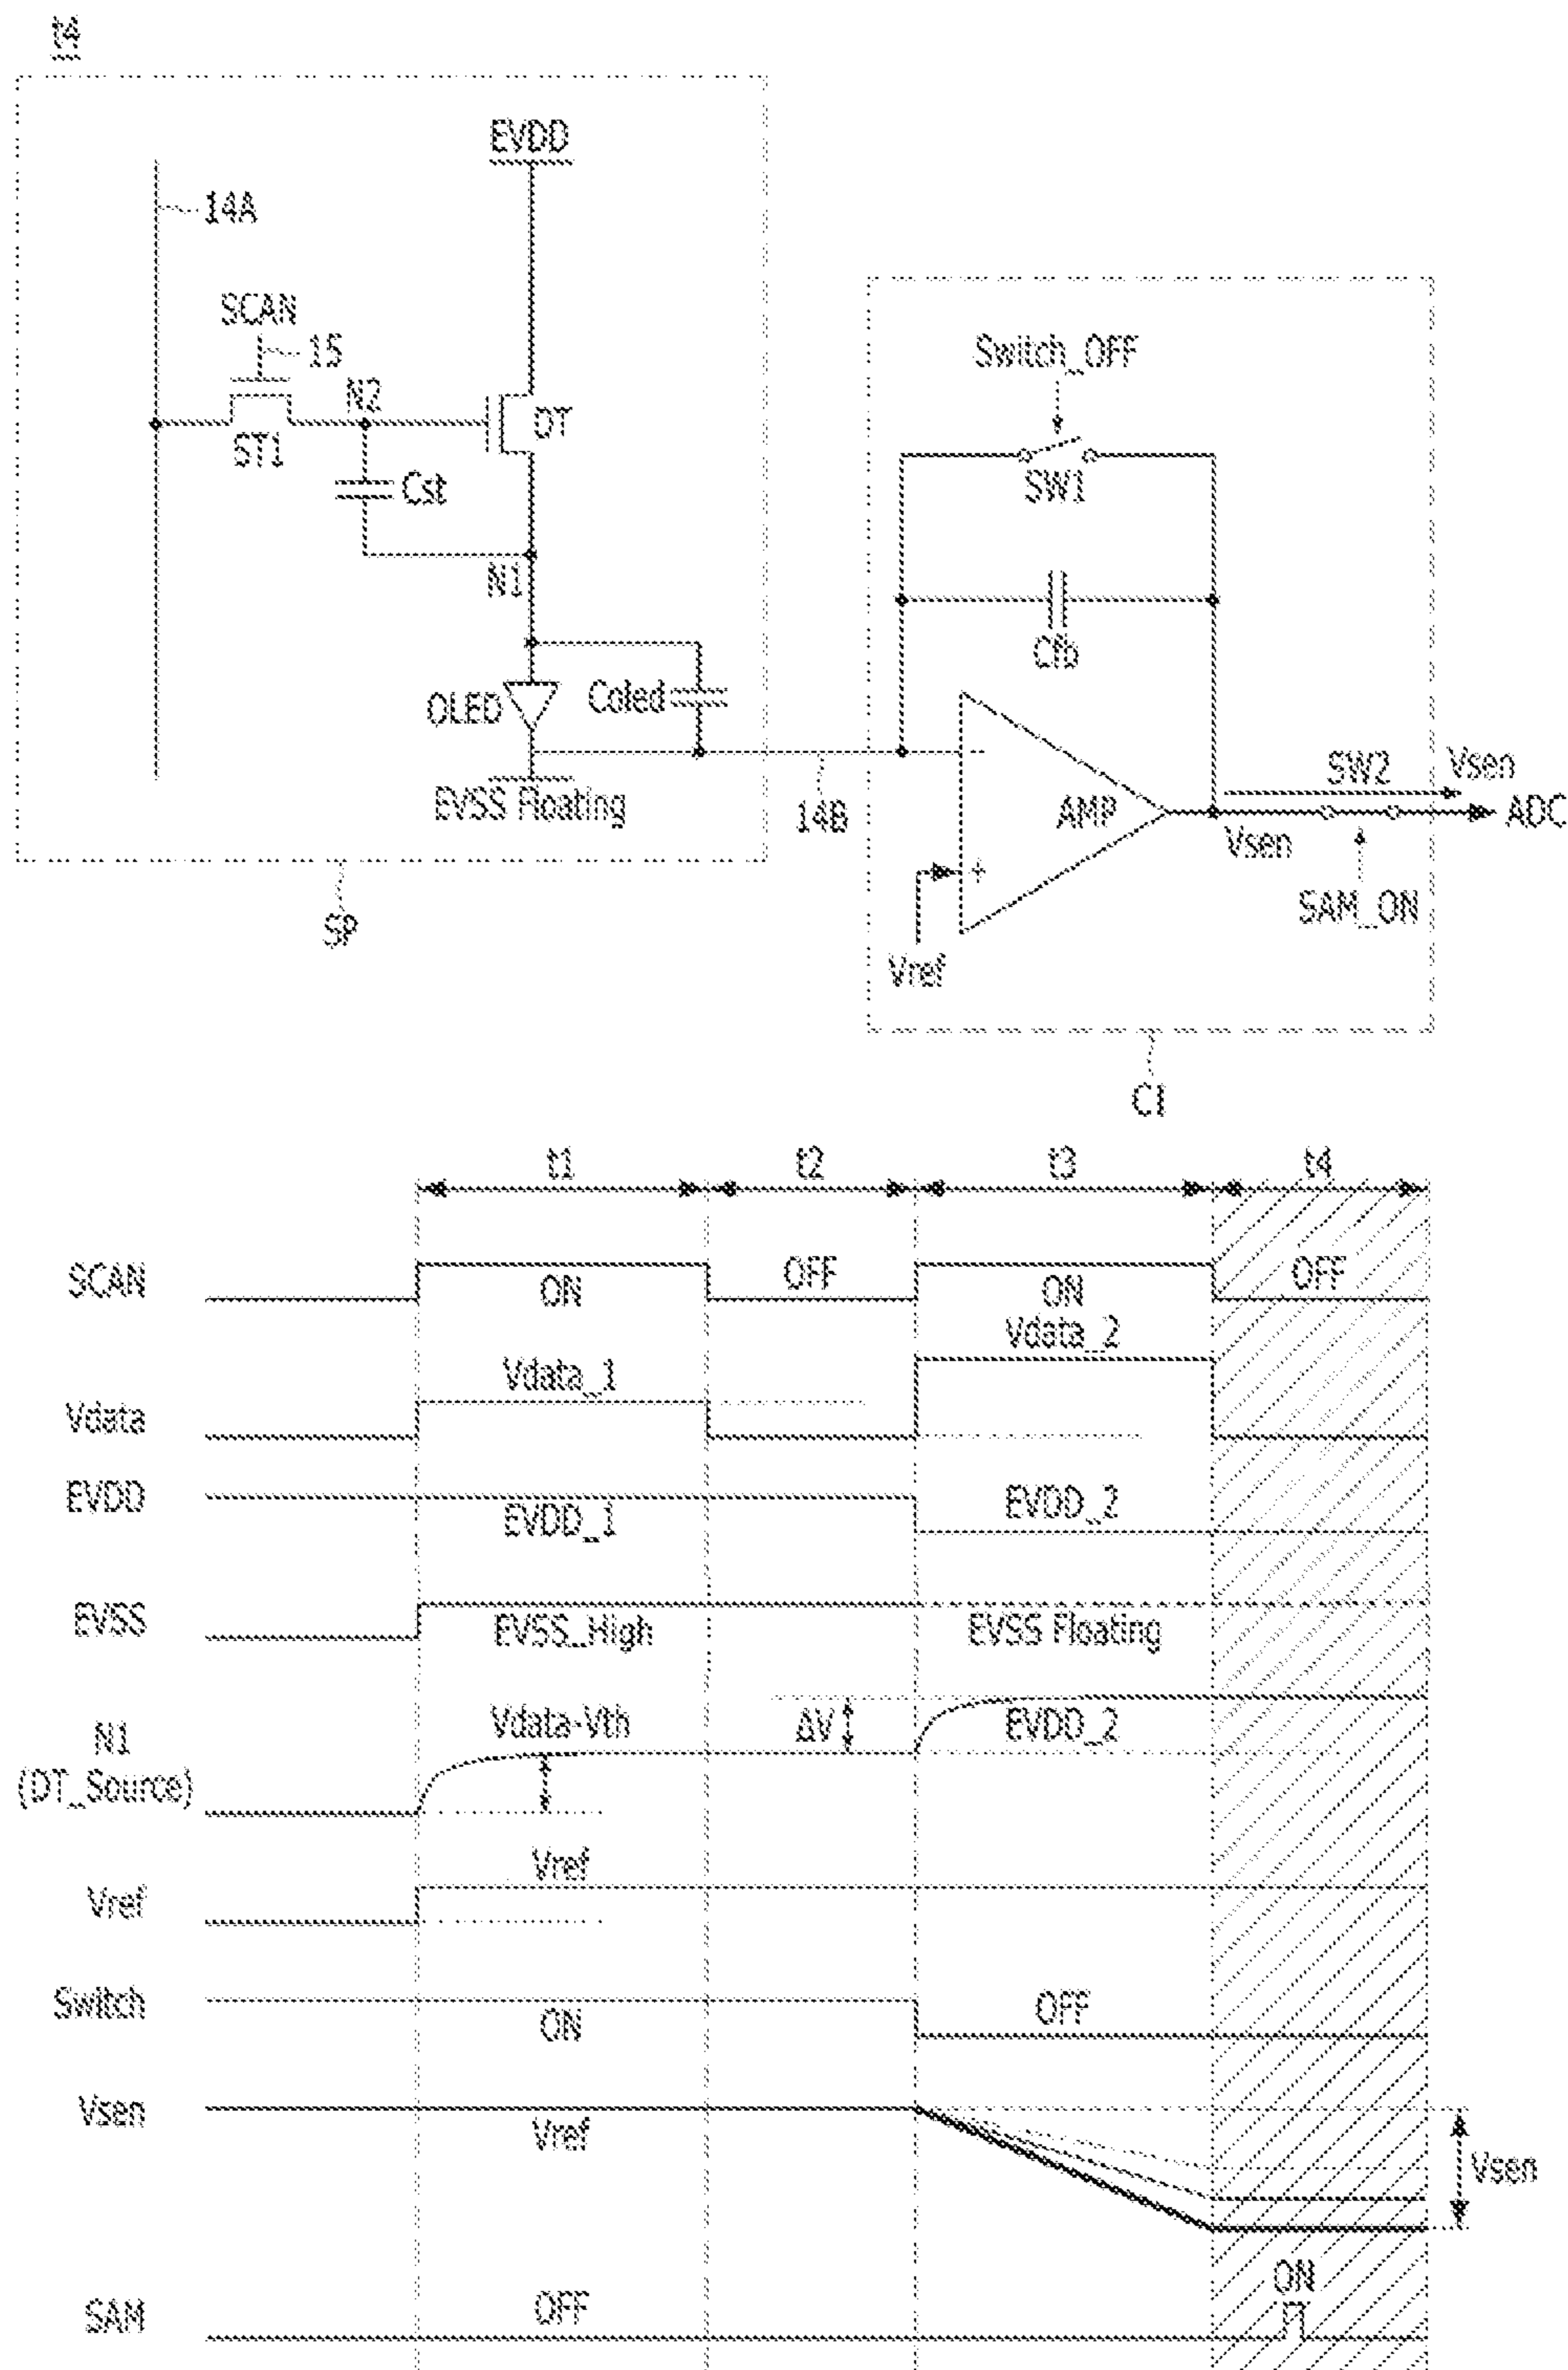 t4
EVDD
14A
SCAN
15
N2
DT
ST1
Cst
N1
OLED
Coled
EVSS Floating
SP
Switch_OFF
SW1
Cfb
-
AMP
+
Vref
14B
SW2
Vsen
ADC
Vsen
SAM_ON
CI
t1 t2 t3 t4
SCAN ON OFF ON OFF
Vdata Vdata_1 Vdata_2
EVDD EVDD_1 EVDD_2
EVSS EVSS_High EVSS Floating
N1
(DT_Source) Vdata-Vth ΔV EVDD_2
Vref Vref
Switch ON OFF
Vsen Vref Vsen
SAM OFF ON